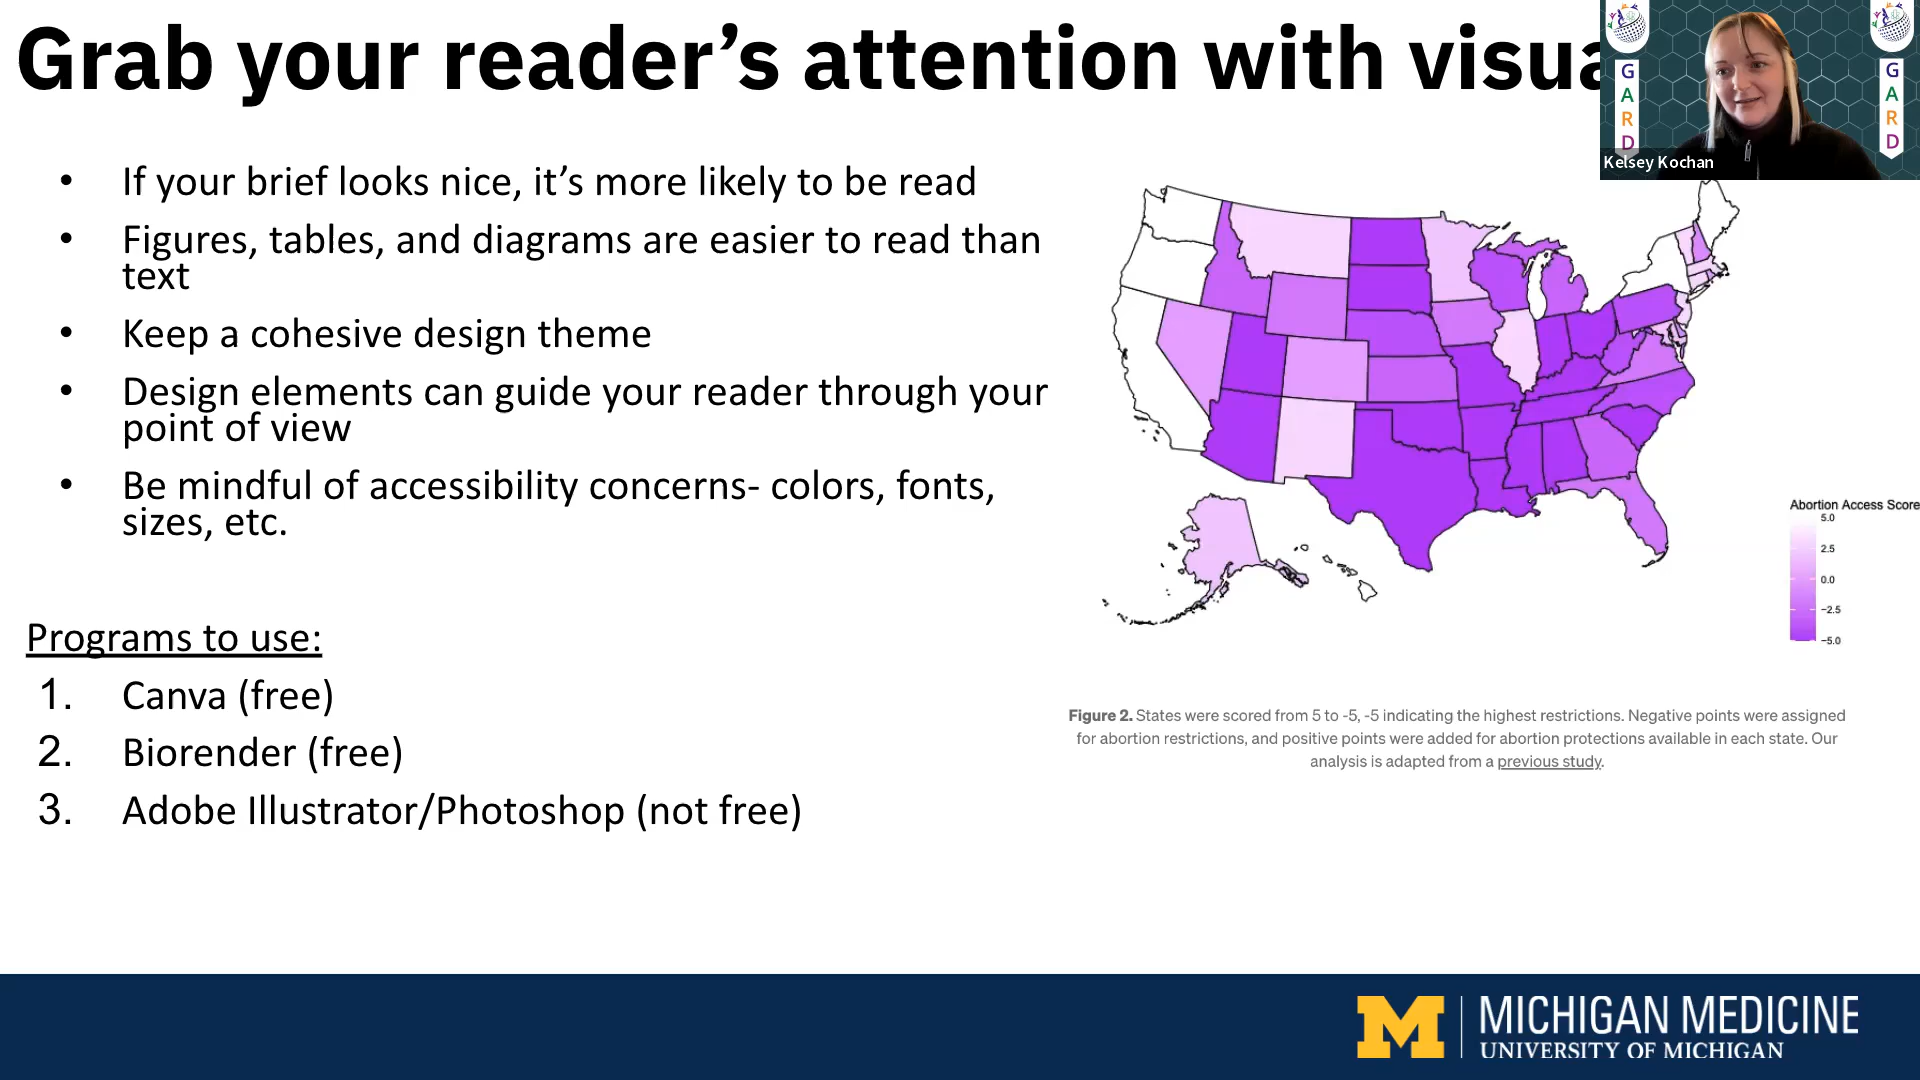 Grab your reader’s attention with visua
G
A
R
D
G
A
R
D
Kelsey Kochan
• If your brief looks nice, it’s more likely to be read
• Figures, tables, and diagrams are easier to read than
text
• Keep a cohesive design theme
• Design elements can guide your reader through your
point of view
• Be mindful of accessibility concerns- colors, fonts,
sizes, etc.
Programs to use:
1. Canva (free)
2. Biorender (free)
3. Adobe Illustrator/Photoshop (not free)
Abortion Access Score
5.0
2.5
0.0
−2.5
−5.0
Figure 2. States were scored from 5 to -5, -5 indicating the highest restrictions. Negative points were assigned
for abortion restrictions, and positive points were added for abortion protections available in each state. Our
analysis is adapted from a previous study.
M MICHIGAN MEDICINE
UNIVERSITY OF MICHIGAN